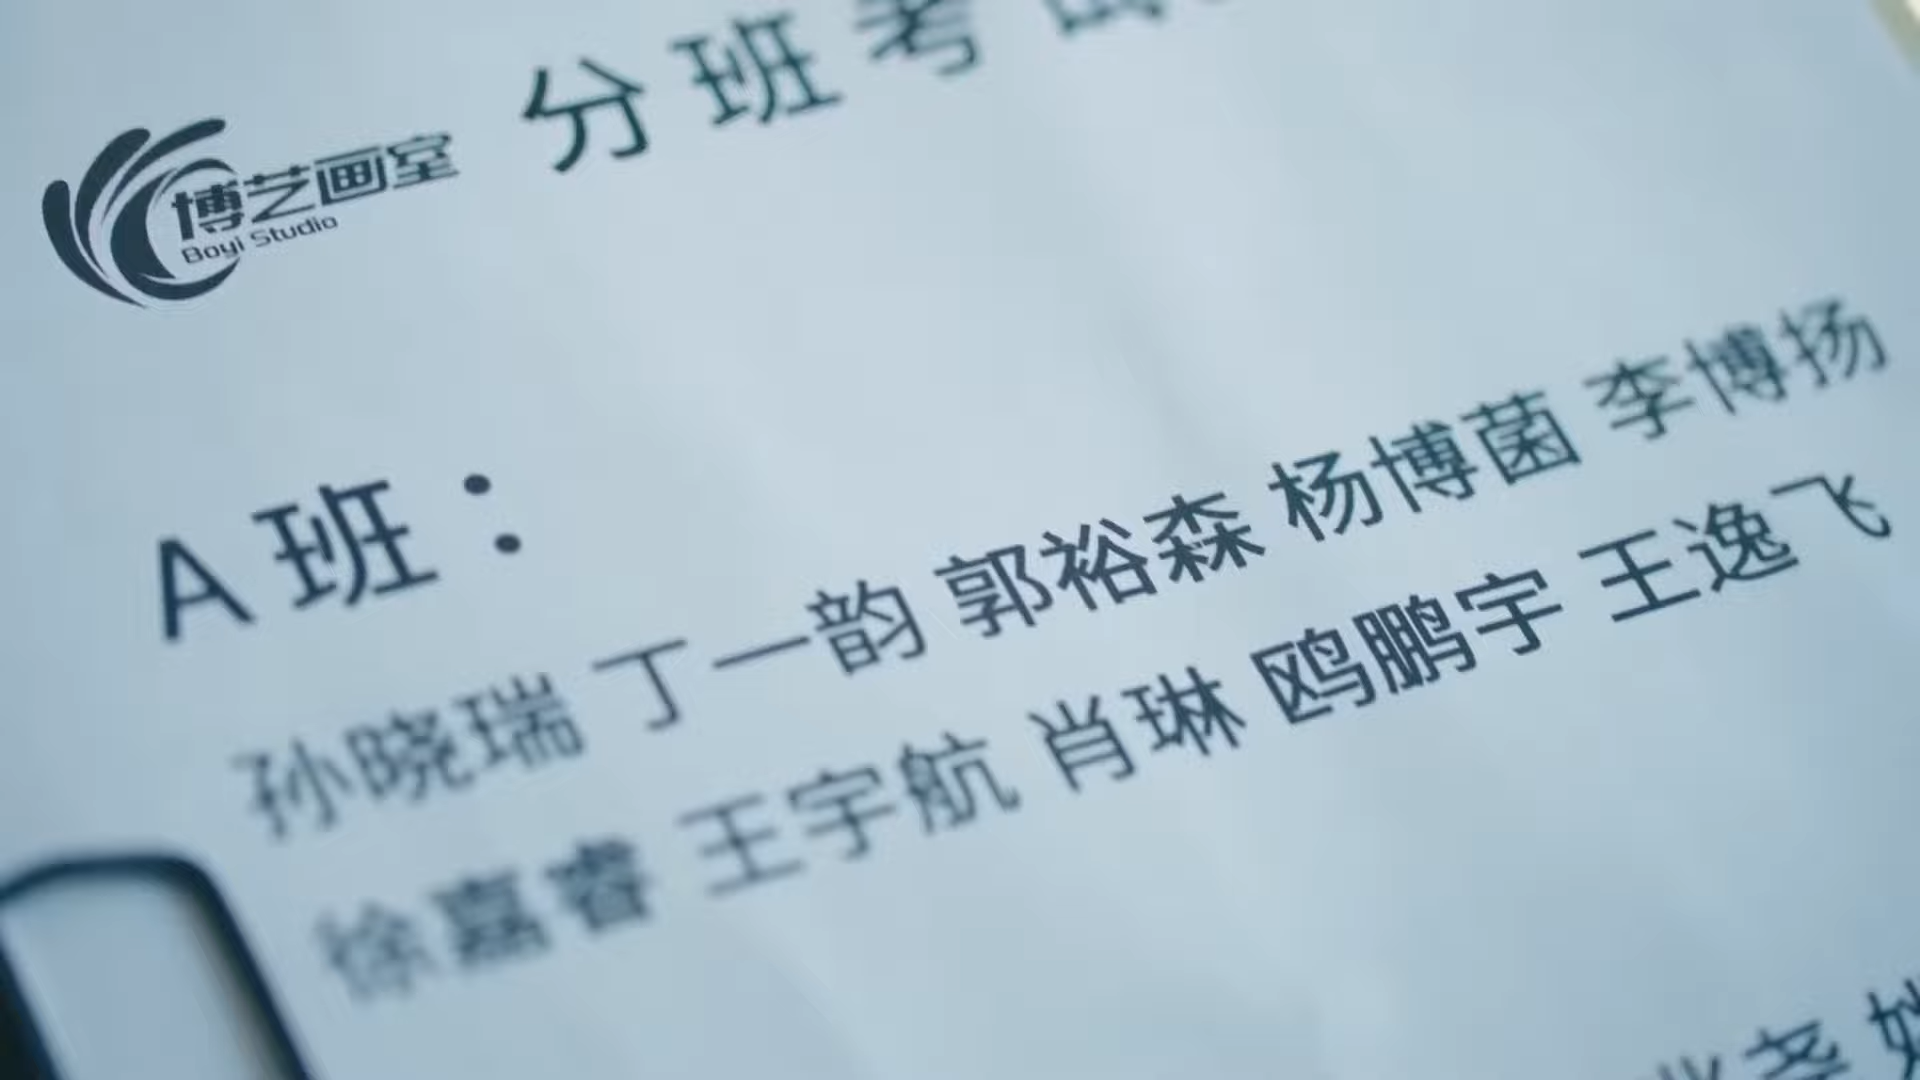 博艺画室
Boyi Studio
分班考试
A班：
孙晓瑞 丁一韵 郭裕森 杨博菌 李博扬
徐嘉睿 王宇航 肖琳 鸥鹏宇 王逸飞
尧